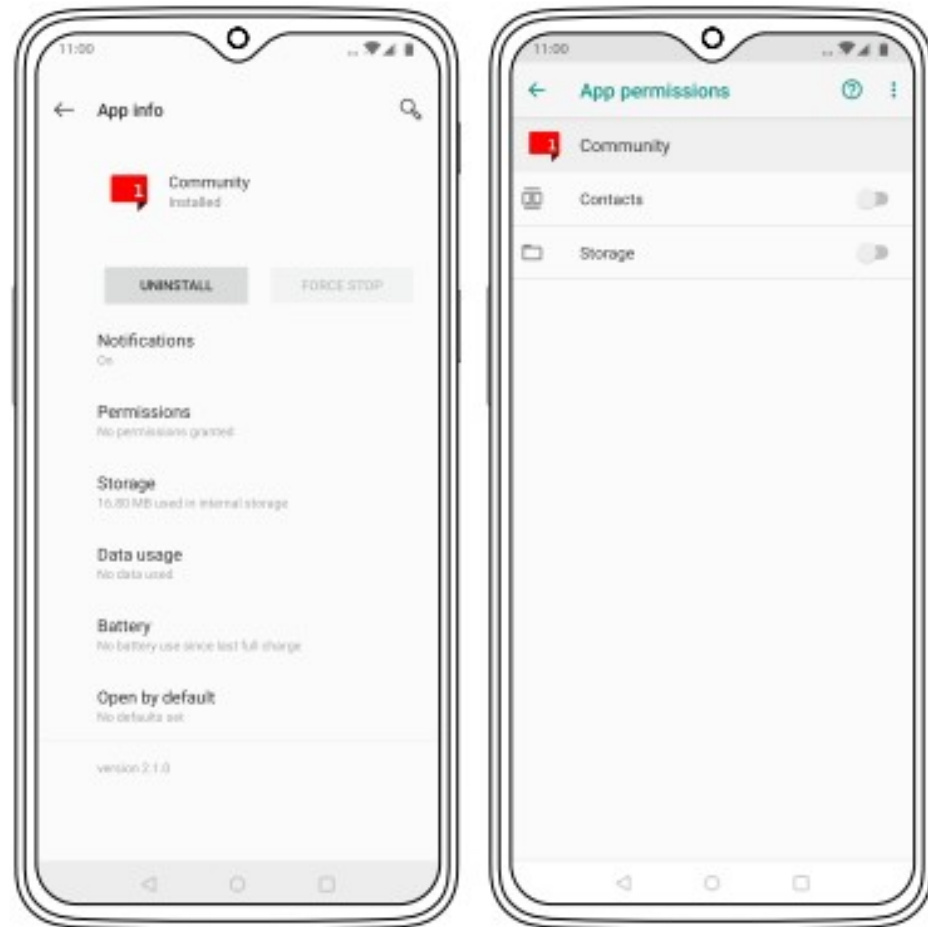 11:00
App info
1
Community
Installed
UNINSTALL
FORCE STOP
Notifications
On
Permissions
No permissions granted
Storage
16.80 MB used in internal storage
Data usage
No data used
Battery
No battery use since last full charge
Open by default
No defaults set
version 2.1.0
11:00
App permissions
1
Community
Contacts
Storage